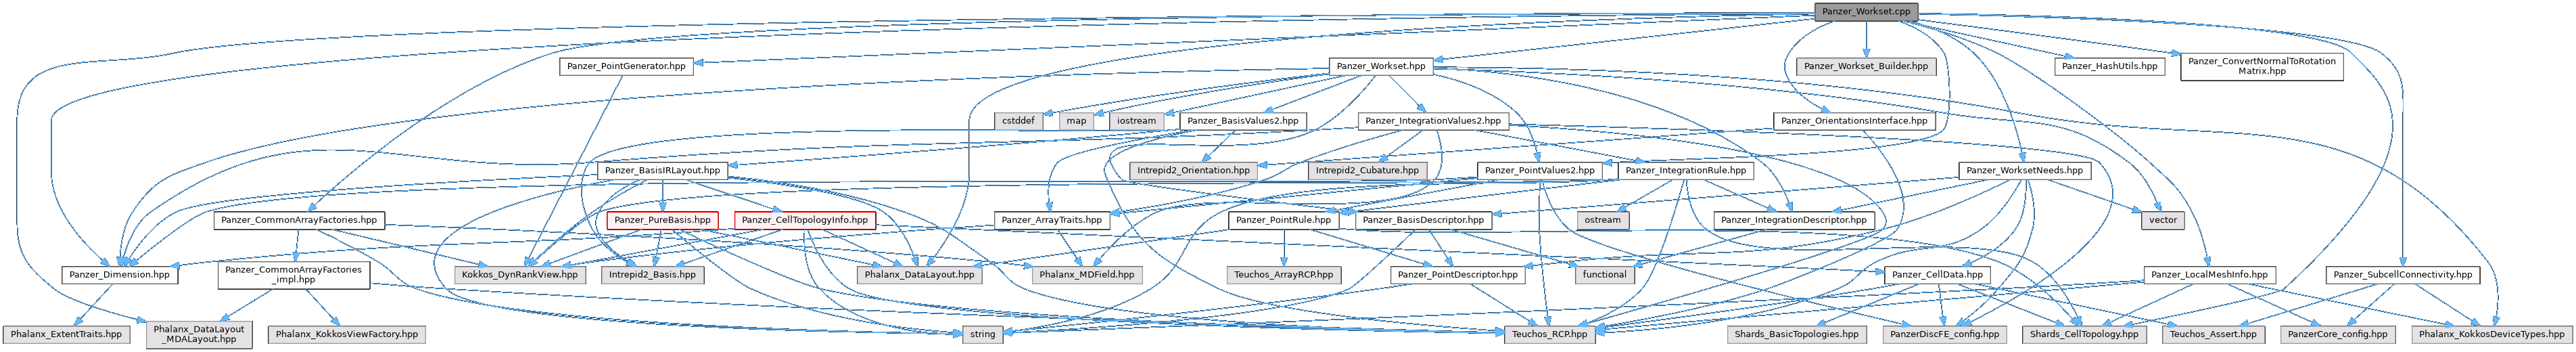 Panzer_Workset.cpp
Panzer_PointGenerator.hpp
Panzer_Workset.hpp
Panzer_Workset_Builder.hpp
Panzer_HashUtils.hpp
Panzer_ConvertNormalToRotation
Matrix.hpp
cstddef
map
iostream
Panzer_BasisValues2.hpp
Panzer_IntegrationValues2.hpp
Panzer_OrientationsInterface.hpp
Panzer_BasisIRLayout.hpp
Intrepid2_Orientation.hpp
Intrepid2_Cubature.hpp
Panzer_PointValues2.hpp
Panzer_IntegrationRule.hpp
Panzer_WorksetNeeds.hpp
Panzer_CommonArrayFactories.hpp
Panzer_PureBasis.hpp
Panzer_CellTopologyInfo.hpp
Panzer_ArrayTraits.hpp
Panzer_PointRule.hpp
Panzer_BasisDescriptor.hpp
ostream
Panzer_IntegrationDescriptor.hpp
vector
Panzer_Dimension.hpp
Panzer_CommonArrayFactories
_impl.hpp
Kokkos_DynRankView.hpp
Intrepid2_Basis.hpp
Phalanx_DataLayout.hpp
Phalanx_MDField.hpp
Teuchos_ArrayRCP.hpp
Panzer_PointDescriptor.hpp
functional
Panzer_CellData.hpp
Panzer_LocalMeshInfo.hpp
Panzer_SubcellConnectivity.hpp
Phalanx_ExtentTraits.hpp
Phalanx_DataLayout
_MDALayout.hpp
Phalanx_KokkosViewFactory.hpp
string
Teuchos_RCP.hpp
Shards_BasicTopologies.hpp
PanzerDiscFE_config.hpp
Shards_CellTopology.hpp
Teuchos_Assert.hpp
PanzerCore_config.hpp
Phalanx_KokkosDeviceTypes.hpp